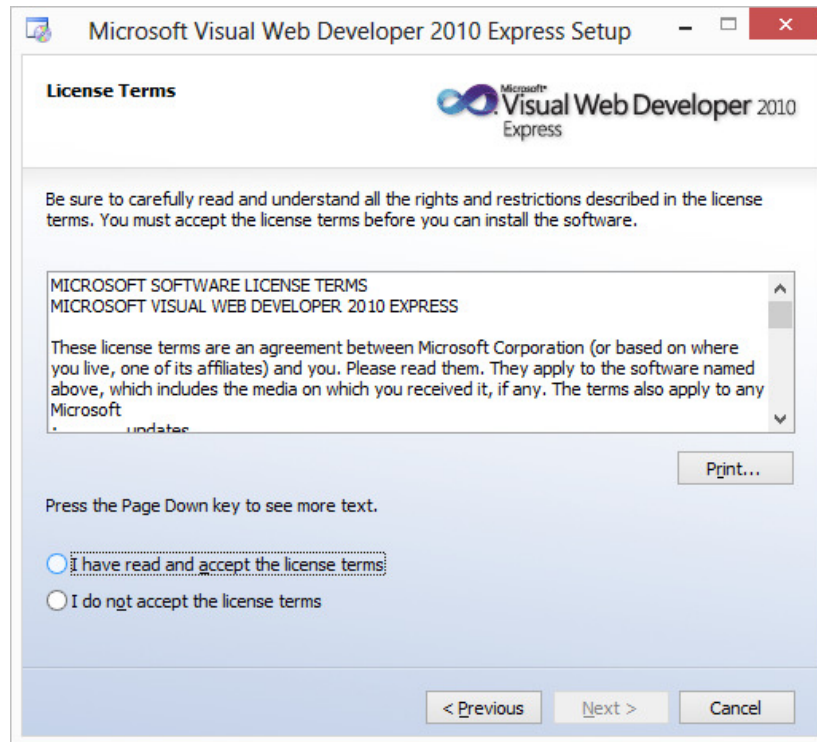 Microsoft Visual Web Developer 2010 Express Setup
License Terms
Microsoft
Visual Web Developer 2010
Express
Be sure to carefully read and understand all the rights and restrictions described in the license
terms. You must accept the license terms before you can install the software.
MICROSOFT SOFTWARE LICENSE TERMS
MICROSOFT VISUAL WEB DEVELOPER 2010 EXPRESS
These license terms are an agreement between Microsoft Corporation (or based on where
you live, one of its affiliates) and you. Please read them. They apply to the software named
above, which includes the media on which you received it, if any. The terms also apply to any
Microsoft
· updates
Print...
Press the Page Down key to see more text.
I have read and accept the license terms
I do not accept the license terms
< Previous Next > Cancel